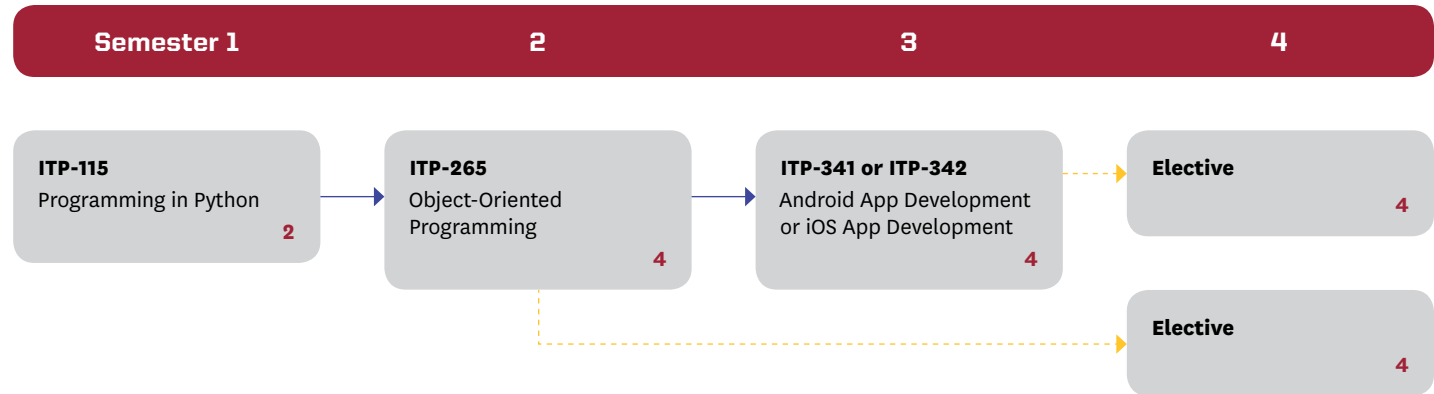 Semester 1 2 3 4
ITP-115
Programming in Python
2
ITP-265
Object-Oriented
Programming
4
ITP-341 or ITP-342
Android App Development
or iOS App Development
4
Elective
4
Elective
4